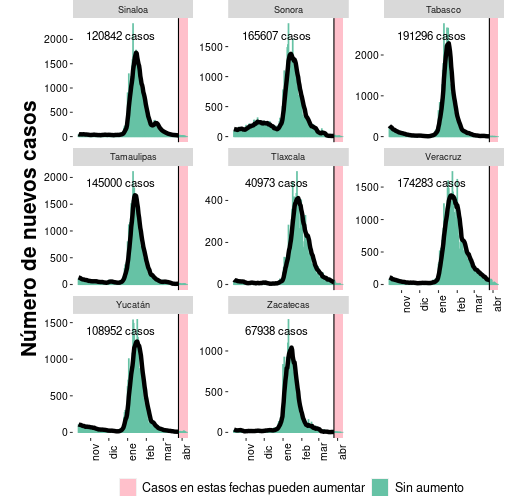 Sinaloa
Sonora
Tabasco
120842 casos
165607 casos
191296 casos
2000
1500
1000
500
0
1500
1000
500
0
2000
1000
0
Tamaulipas
Tlaxcala
Veracruz
145000 casos
40973 casos
174283 casos
2000
1500
1000
500
0
400
200
0
1500
1000
500
0
Yucatán
Zacatecas
108952 casos
67938 casos
1500
1000
500
0
1000
500
0
nov dic ene feb mar abr
nov dic ene feb mar abr
nov dic ene feb mar abr
Número de nuevos casos
Casos en estas fechas pueden aumentar
Sin aumento